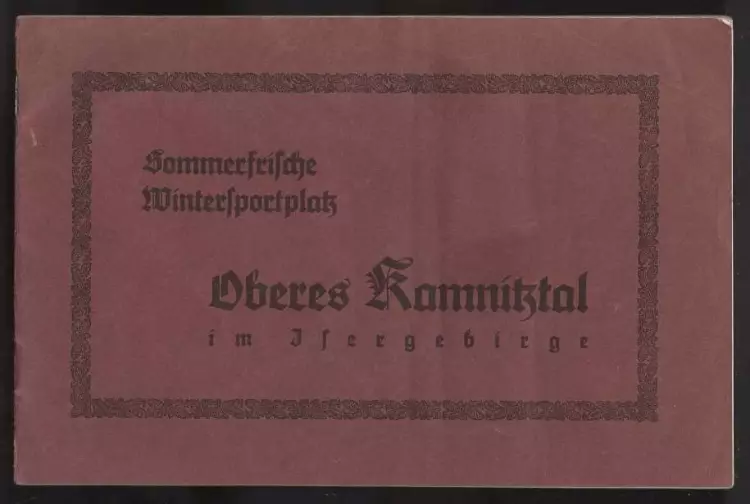 Sommerfrische
Wintersportplatz
Oberes Kamnitztal
im Isergebirge